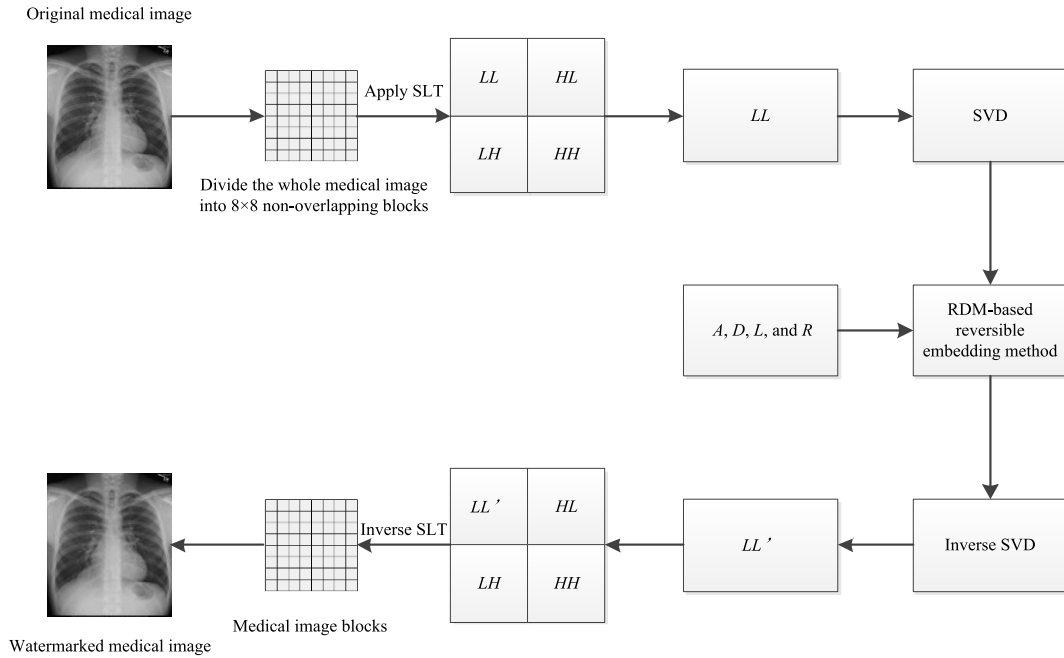 Original medical image
Divide the whole medical image
into 8×8 non-overlapping blocks
Apply SLT
LL
HL
LH
HH
LL
SVD
A, D, L, and R
RDM-based
reversible
embedding method
Inverse SVD
LL’
LL’
HL
LH
HH
Inverse SLT
Medical image blocks
Watermarked medical image